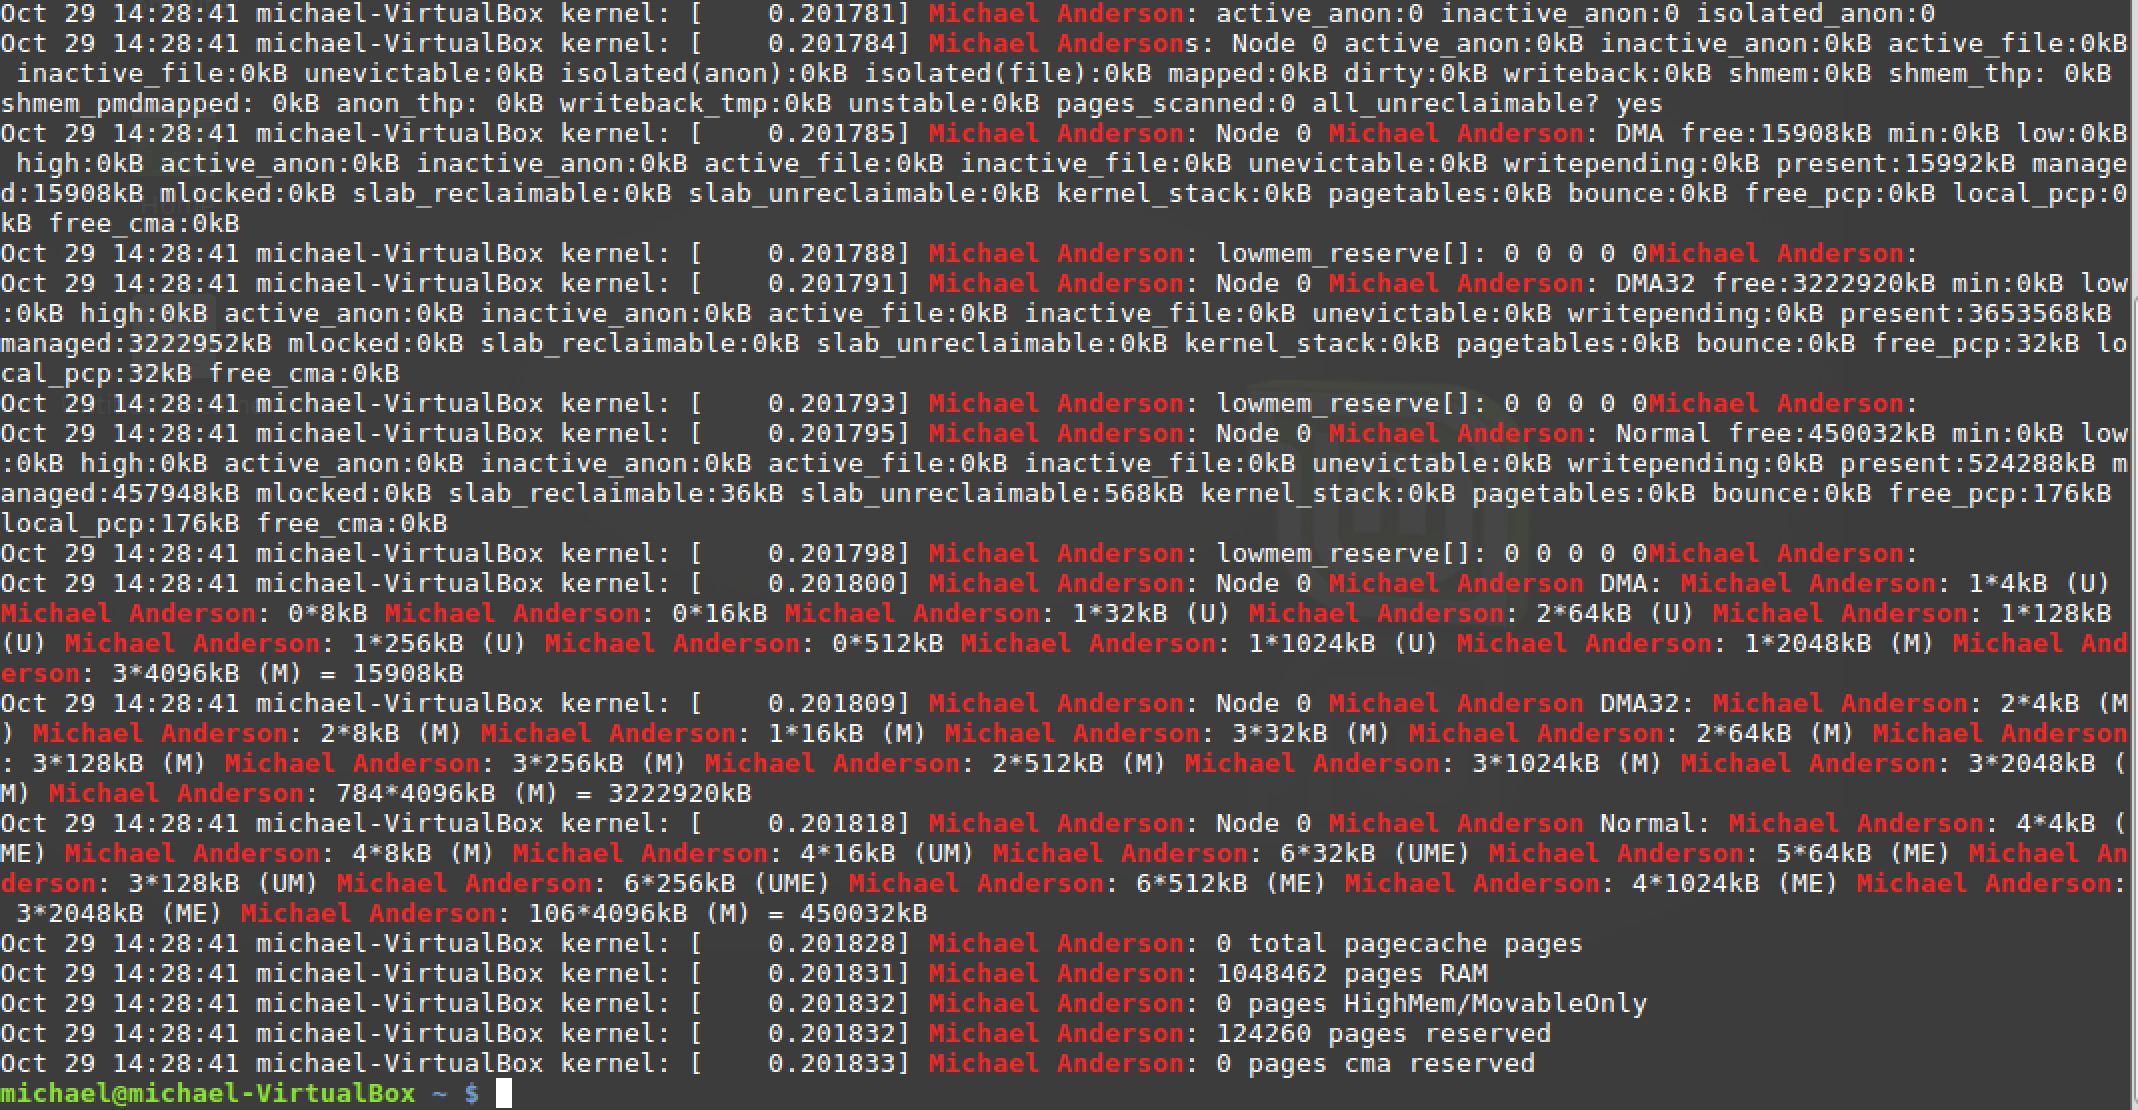 Oct 29 14:28:41 michael-VirtualBox kernel: [    0.201781] Michael Anderson: active_anon:0 inactive_anon:0 isolated_anon:0
Oct 29 14:28:41 michael-VirtualBox kernel: [    0.201784] Michael Andersons: Node 0 active_anon:0kB inactive_anon:0kB active_file:0kB
 inactive_file:0kB unevictable:0kB isolated(anon):0kB isolated(file):0kB mapped:0kB dirty:0kB writeback:0kB shmem:0kB shmem_thp: 0kB
shmem_pmdmapped: 0kB anon_thp: 0kB writeback_tmp:0kB unstable:0kB pages_scanned:0 all_unreclaimable? yes
Oct 29 14:28:41 michael-VirtualBox kernel: [    0.201785] Michael Anderson: Node 0 Michael Anderson: DMA free:15908kB min:0kB low:0kB
 high:0kB active_anon:0kB inactive_anon:0kB active_file:0kB inactive_file:0kB unevictable:0kB writepending:0kB present:15992kB manage
d:15908kB mlocked:0kB slab_reclaimable:0kB slab_unreclaimable:0kB kernel_stack:0kB pagetables:0kB bounce:0kB free_pcp:0kB local_pcp:0
kB free_cma:0kB
Oct 29 14:28:41 michael-VirtualBox kernel: [    0.201788] Michael Anderson: lowmem_reserve[]: 0 0 0 0 0Michael Anderson:
Oct 29 14:28:41 michael-VirtualBox kernel: [    0.201791] Michael Anderson: Node 0 Michael Anderson: DMA32 free:3222920kB min:0kB low
:0kB high:0kB active_anon:0kB inactive_anon:0kB active_file:0kB inactive_file:0kB unevictable:0kB writepending:0kB present:3653568kB
managed:3222952kB mlocked:0kB slab_reclaimable:0kB slab_unreclaimable:0kB kernel_stack:0kB pagetables:0kB bounce:0kB free_pcp:32kB lo
cal_pcp:32kB free_cma:0kB
Oct 29 14:28:41 michael-VirtualBox kernel: [    0.201793] Michael Anderson: lowmem_reserve[]: 0 0 0 0 0Michael Anderson:
Oct 29 14:28:41 michael-VirtualBox kernel: [    0.201795] Michael Anderson: Node 0 Michael Anderson: Normal free:450032kB min:0kB low
:0kB high:0kB active_anon:0kB inactive_anon:0kB active_file:0kB inactive_file:0kB unevictable:0kB writepending:0kB present:524288kB m
anaged:457948kB mlocked:0kB slab_reclaimable:36kB slab_unreclaimable:568kB kernel_stack:0kB pagetables:0kB bounce:0kB free_pcp:176kB
local_pcp:176kB free_cma:0kB
Oct 29 14:28:41 michael-VirtualBox kernel: [    0.201798] Michael Anderson: lowmem_reserve[]: 0 0 0 0 0Michael Anderson:
Oct 29 14:28:41 michael-VirtualBox kernel: [    0.201800] Michael Anderson: Node 0 Michael Anderson DMA: Michael Anderson: 1*4kB (U)
Michael Anderson: 0*8kB Michael Anderson: 0*16kB Michael Anderson: 1*32kB (U) Michael Anderson: 2*64kB (U) Michael Anderson: 1*128kB
(U) Michael Anderson: 1*256kB (U) Michael Anderson: 0*512kB Michael Anderson: 1*1024kB (U) Michael Anderson: 1*2048kB (M) Michael And
erson: 3*4096kB (M) = 15908kB
Oct 29 14:28:41 michael-VirtualBox kernel: [    0.201809] Michael Anderson: Node 0 Michael Anderson DMA32: Michael Anderson: 2*4kB (M
) Michael Anderson: 2*8kB (M) Michael Anderson: 1*16kB (M) Michael Anderson: 3*32kB (M) Michael Anderson: 2*64kB (M) Michael Anderson
: 3*128kB (M) Michael Anderson: 3*256kB (M) Michael Anderson: 2*512kB (M) Michael Anderson: 3*1024kB (M) Michael Anderson: 3*2048kB (
M) Michael Anderson: 784*4096kB (M) = 3222920kB
Oct 29 14:28:41 michael-VirtualBox kernel: [    0.201818] Michael Anderson: Node 0 Michael Anderson Normal: Michael Anderson: 4*4kB (
ME) Michael Anderson: 4*8kB (M) Michael Anderson: 4*16kB (UM) Michael Anderson: 6*32kB (UME) Michael Anderson: 5*64kB (ME) Michael An
derson: 3*128kB (UM) Michael Anderson: 6*256kB (UME) Michael Anderson: 6*512kB (ME) Michael Anderson: 4*1024kB (ME) Michael Anderson:
 3*2048kB (ME) Michael Anderson: 106*4096kB (M) = 450032kB
Oct 29 14:28:41 michael-VirtualBox kernel: [    0.201828] Michael Anderson: 0 total pagecache pages
Oct 29 14:28:41 michael-VirtualBox kernel: [    0.201831] Michael Anderson: 1048462 pages RAM
Oct 29 14:28:41 michael-VirtualBox kernel: [    0.201832] Michael Anderson: 0 pages HighMem/MovableOnly
Oct 29 14:28:41 michael-VirtualBox kernel: [    0.201832] Michael Anderson: 124260 pages reserved
Oct 29 14:28:41 michael-VirtualBox kernel: [    0.201833] Michael Anderson: 0 pages cma reserved
michael@michael-VirtualBox ~ $